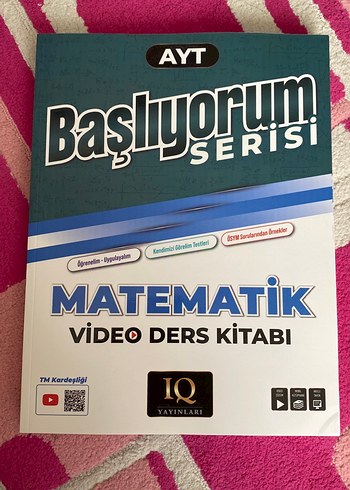 AYT
Başlıyorum
SERİSİ
Öğrenelim - Uygulayalım
Kendimizi Görelim Testleri
ÖSYM Sorularından Örnekler
MATEMATİK
VİDEO DERS KİTABI
TM Kardeşliği
IQ
YAYINLARI